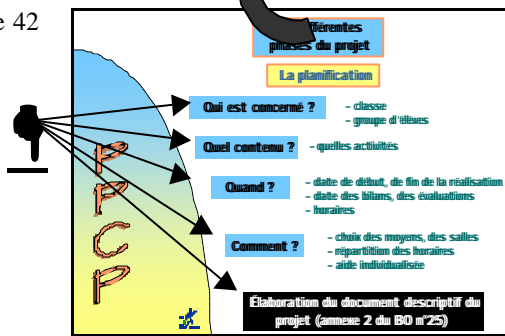 e 42
férentes
phases du projet
La planification
Qui est concerné ?
- classe
- groupe d'élèves
Quel contenu ?
- quelles activités
Quand ?
- date de début, de fin de la réalisation
- date des bilans, des évaluations
- horaires
Comment ?
- choix des moyens, des salles
- répartition des horaires
- aide individualisée
PPCP
Élaboration du document descriptif du
projet (annexe 2 du BO n°25)